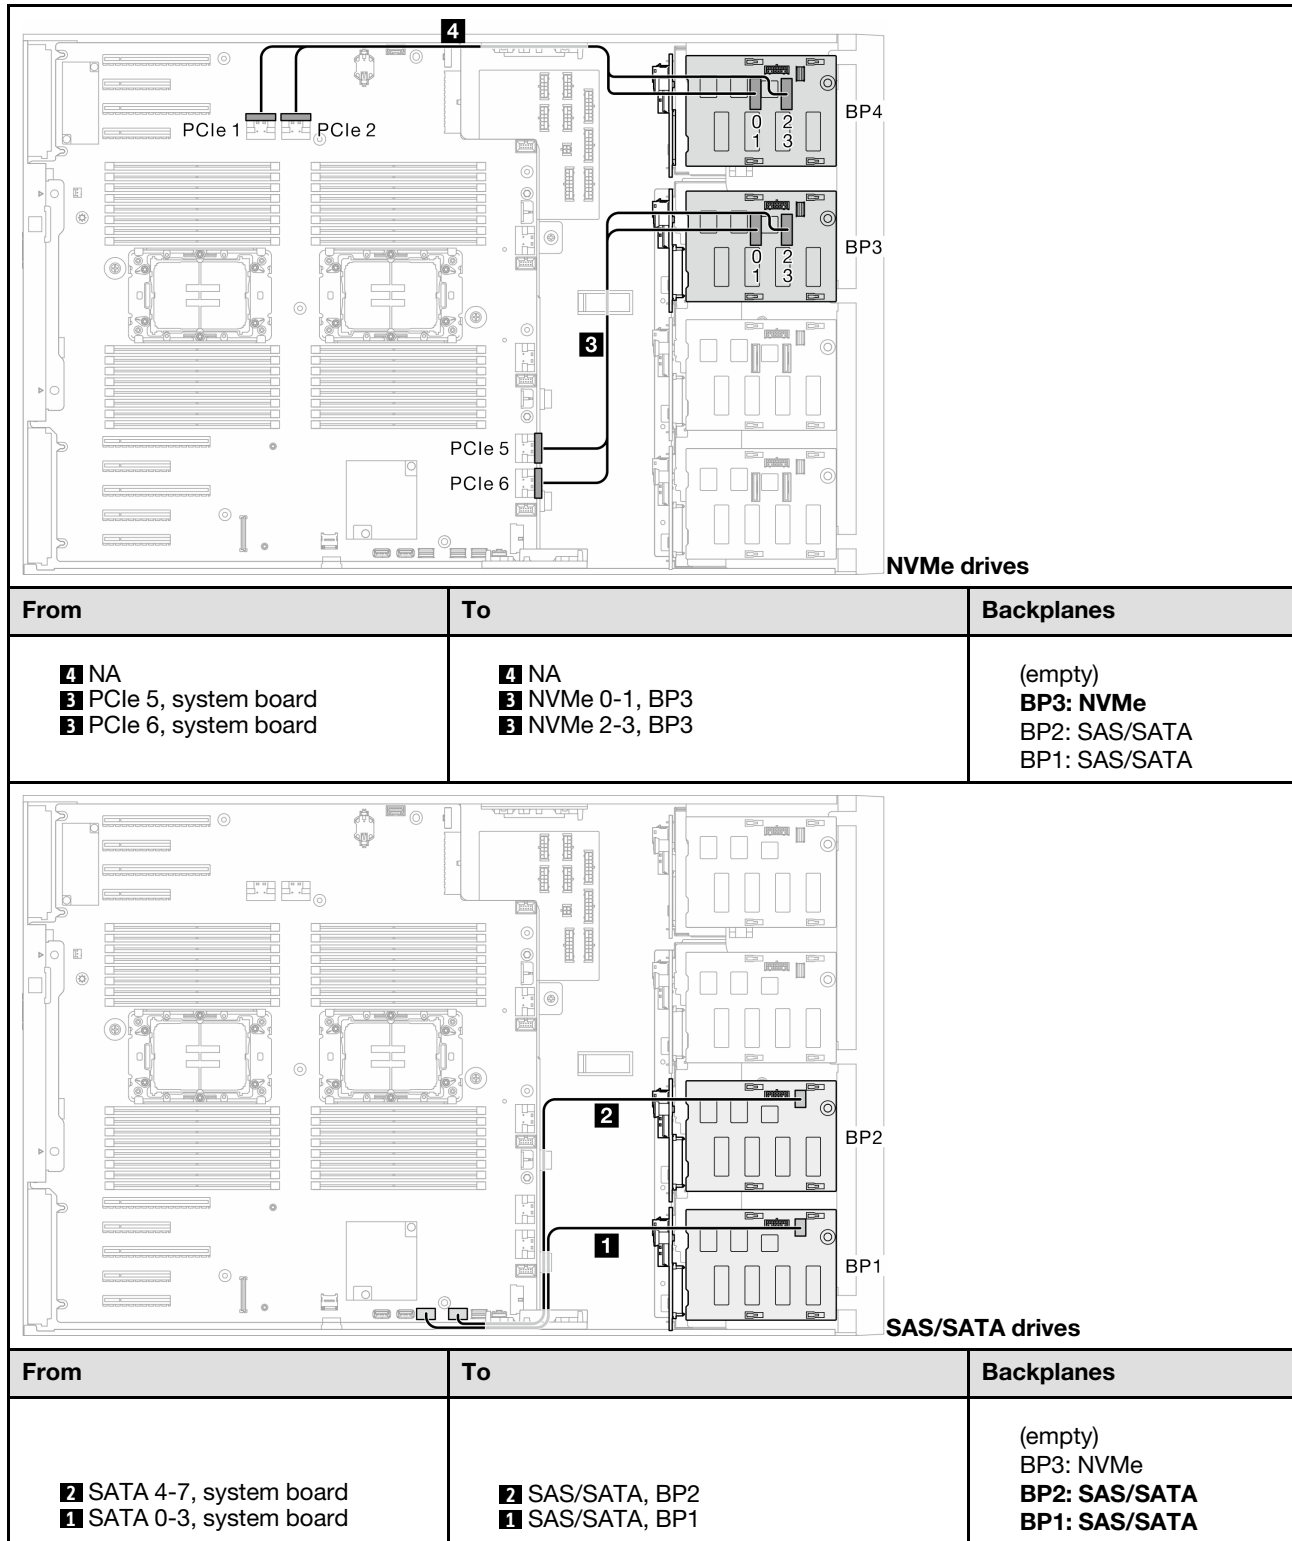 4
PCIe 1
PCIe 2
0
1
2
3
BP4
0
1
2
3
BP3
3
PCIe 5
PCIe 6
NVMe drives
From To Backplanes
4 NA
3 PCIe 5, system board
3 PCIe 6, system board
4 NA
3 NVMe 0-1, BP3
3 NVMe 2-3, BP3
(empty)
BP3: NVMe
BP2: SAS/SATA
BP1: SAS/SATA
2
BP2
1
BP1
SAS/SATA drives
From To Backplanes
2 SATA 4-7, system board
1 SATA 0-3, system board
2 SAS/SATA, BP2
1 SAS/SATA, BP1
(empty)
BP3: NVMe
BP2: SAS/SATA
BP1: SAS/SATA